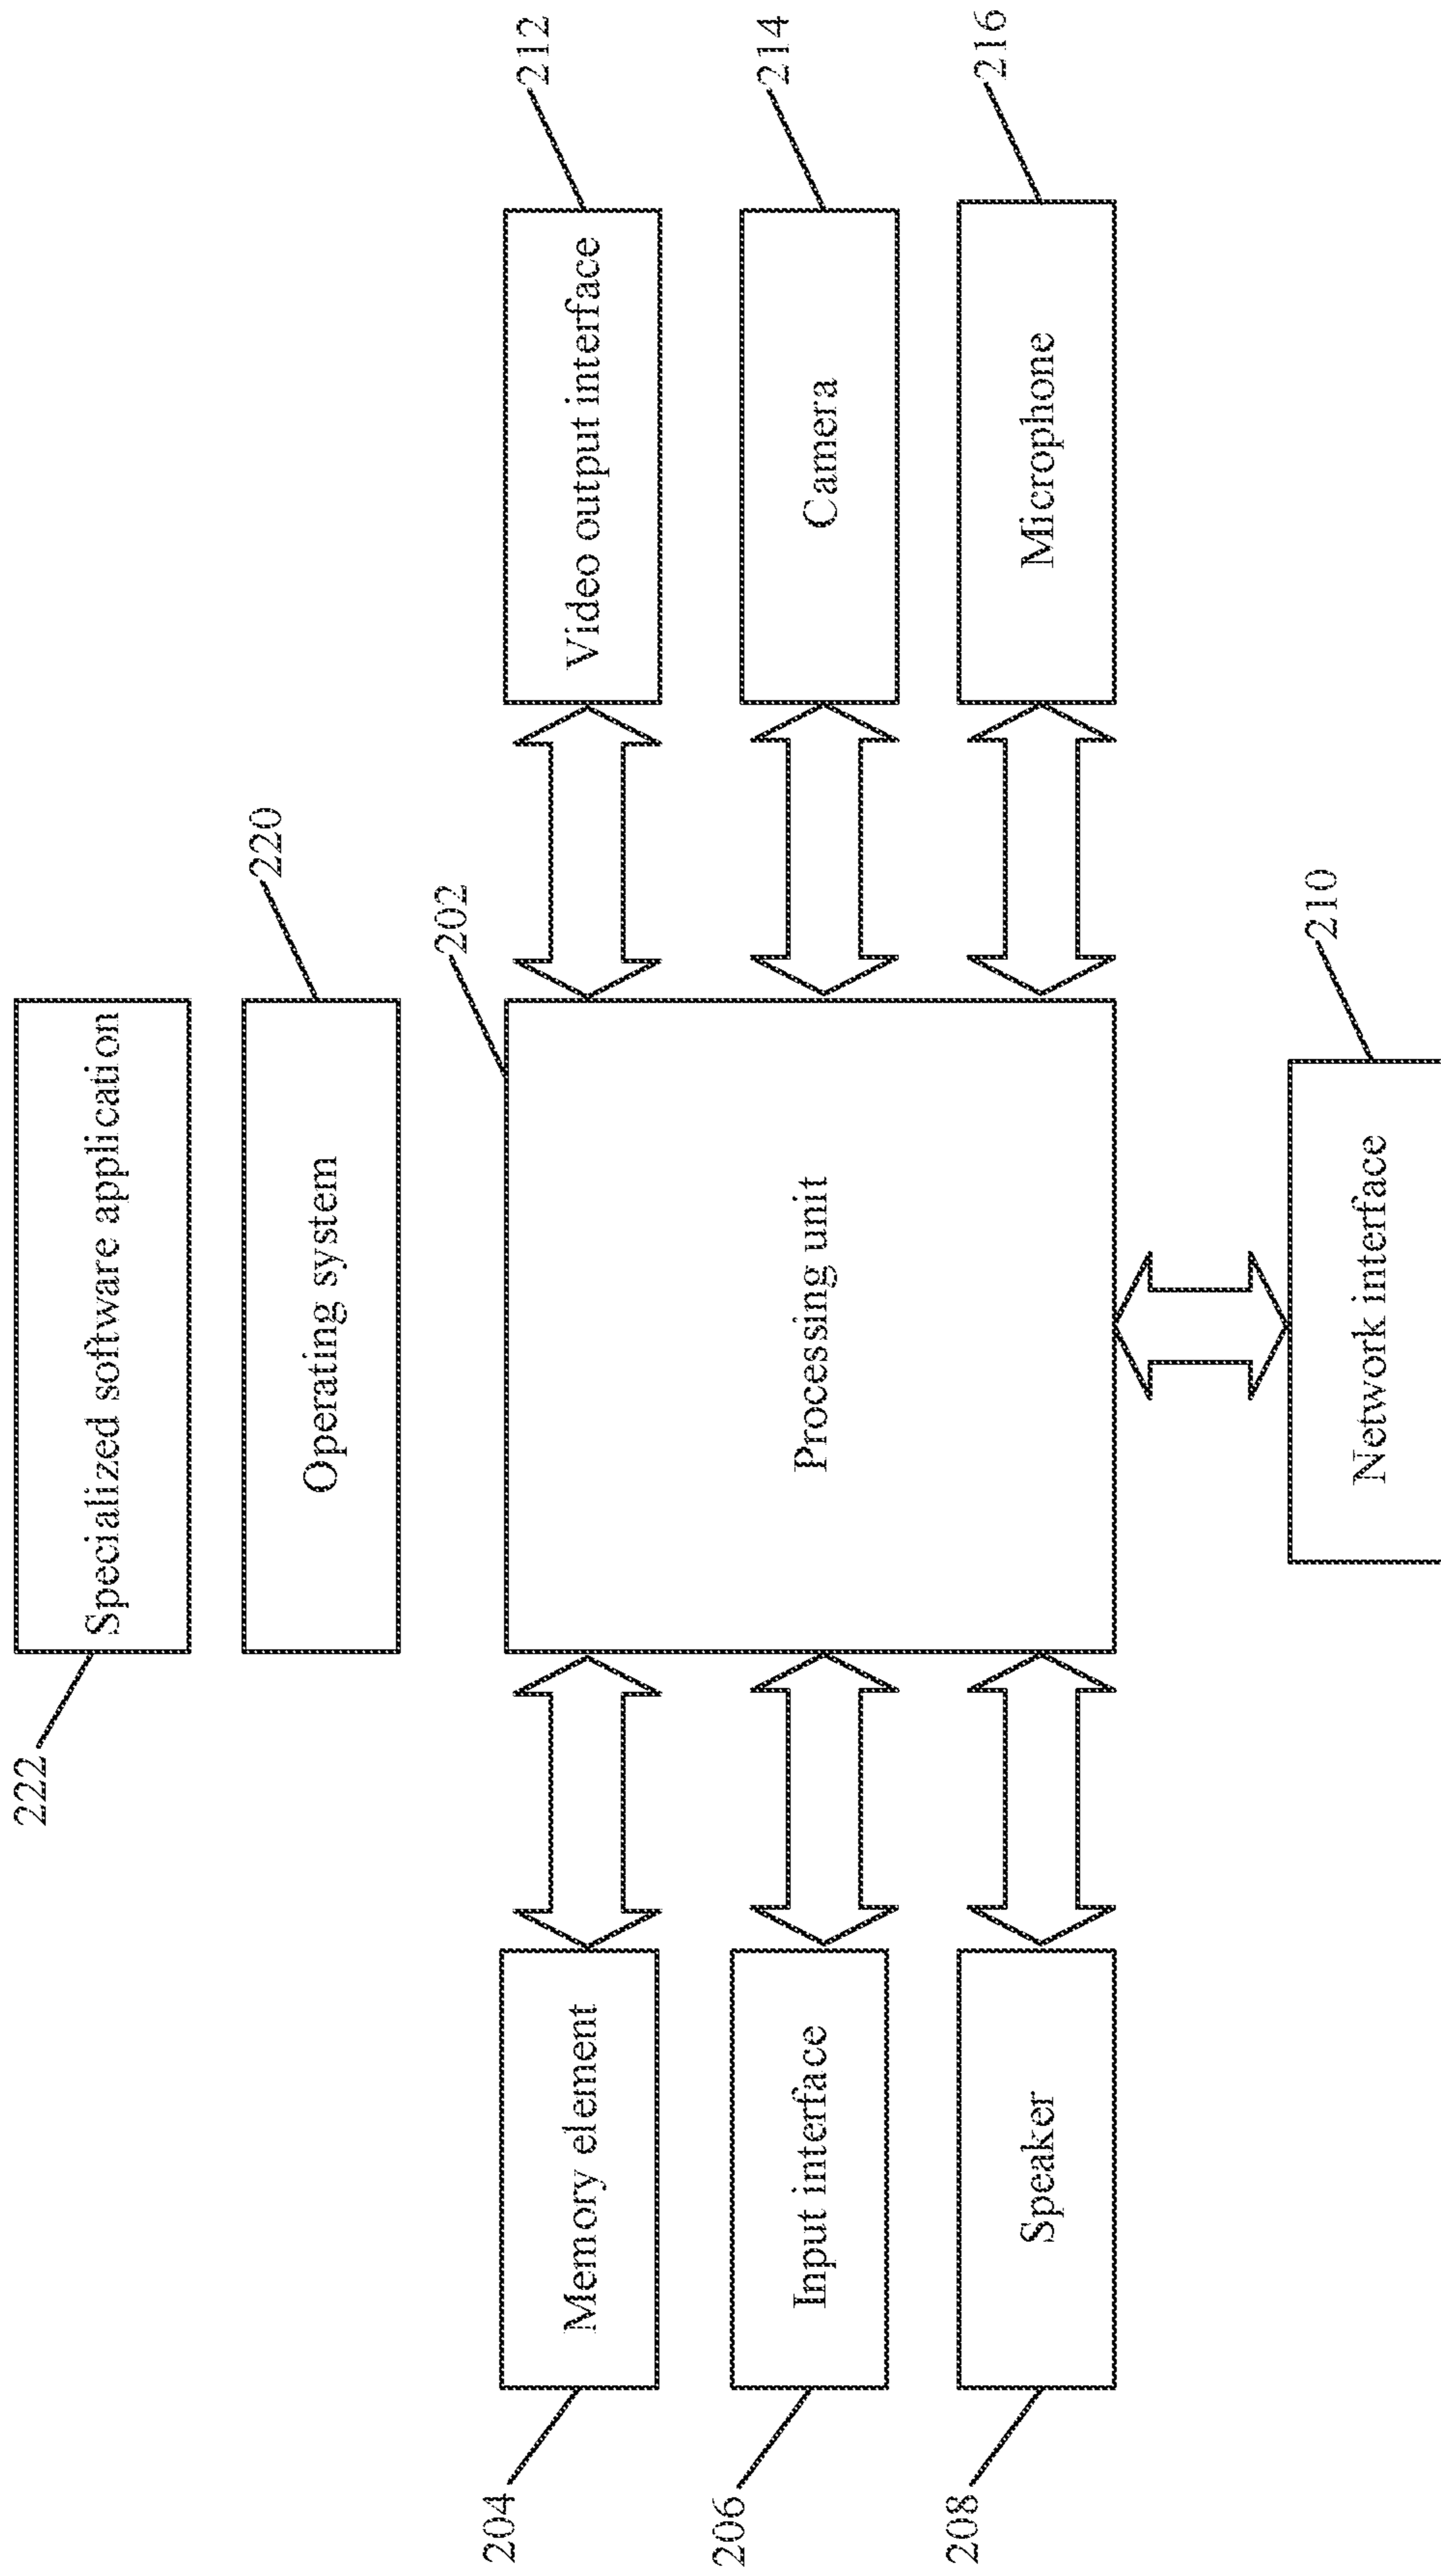 222
Specialized software application
Operating system
220
202
204
Memory element
Video output interface
212
206
Input interface
Processing unit
Camera
214
208
Speaker
Microphone
216
Network interface
210